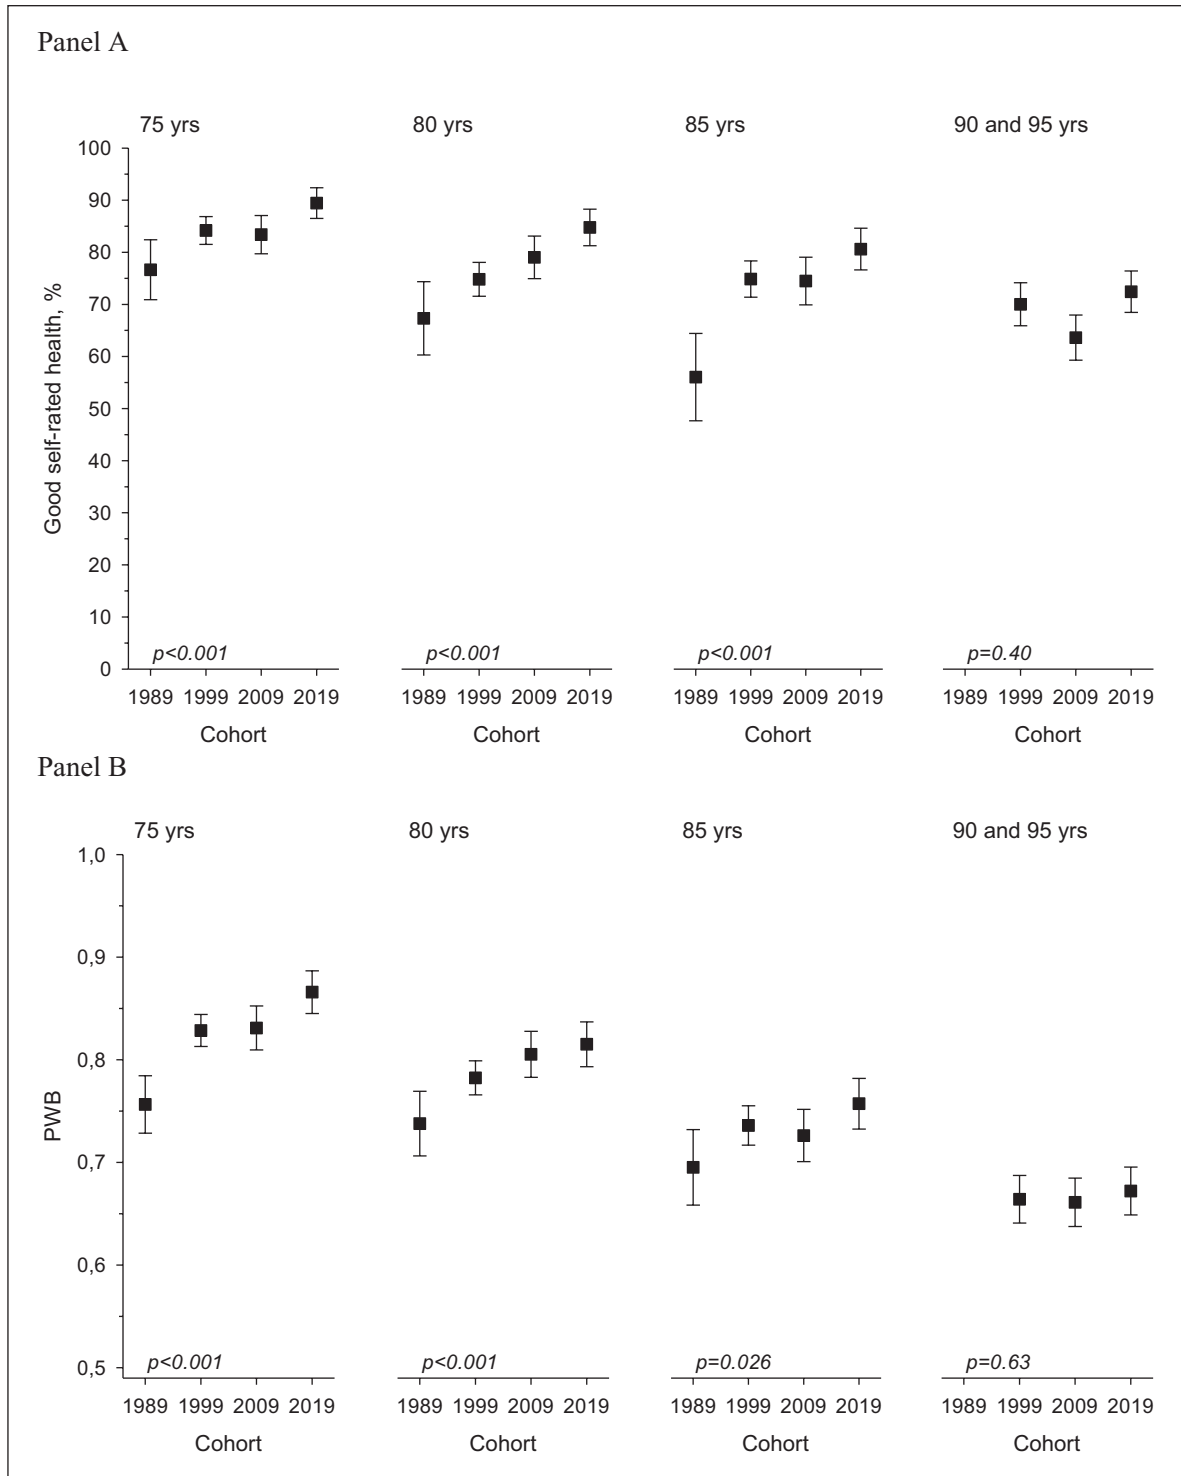 Panel A
75 yrs 80 yrs 85 yrs 90 and 95 yrs
Good self-rated health, %
100
90
80
70
60
50
40
30
20
10
0
p<0.001 p<0.001 p<0.001 p=0.40
1989 1999 2009 2019 1989 1999 2009 2019 1989 1999 2009 2019 1989 1999 2009 2019
Cohort Cohort Cohort Cohort
Panel B
75 yrs 80 yrs 85 yrs 90 and 95 yrs
PWB
1,0
0,9
0,8
0,7
0,6
0,5
p<0.001 p<0.001 p=0.026 p=0.63
1989 1999 2009 2019 1989 1999 2009 2019 1989 1999 2009 2019 1989 1999 2009 2019
Cohort Cohort Cohort Cohort